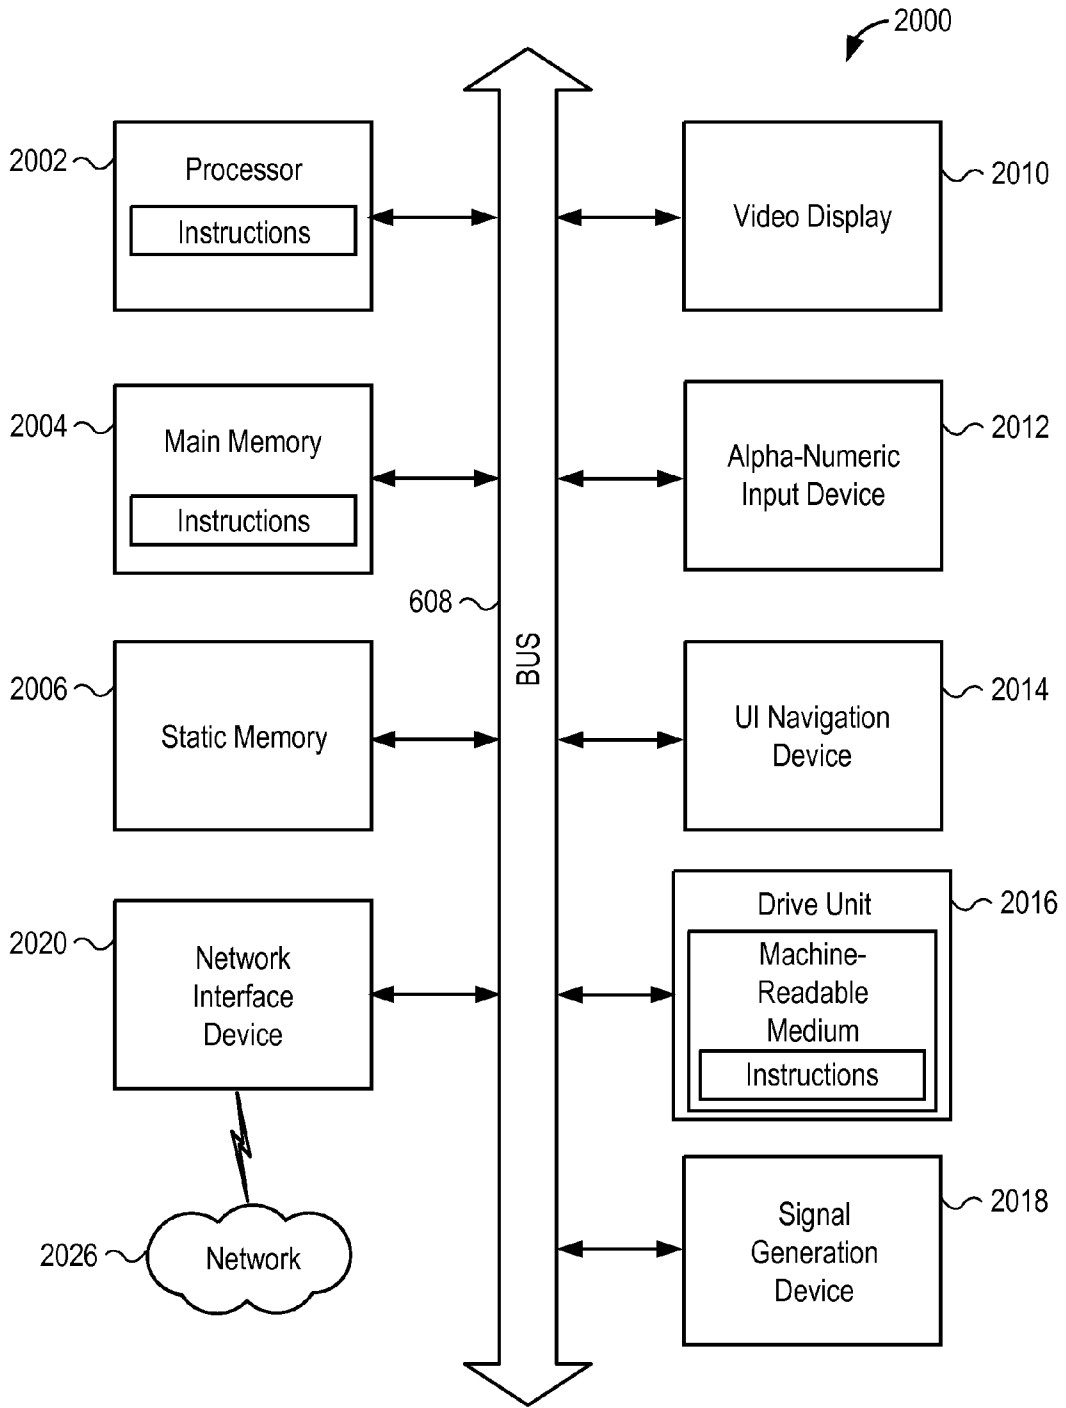 2000
2002
Processor
Instructions
2010
Video Display
2004
Main Memory
Instructions
2012
Alpha-Numeric
Input Device
608
BUS
2006
Static Memory
2014
UI Navigation
Device
2020
Network
Interface
Device
2016
Drive Unit
Machine-
Readable
Medium
Instructions
2026
Network
2018
Signal
Generation
Device